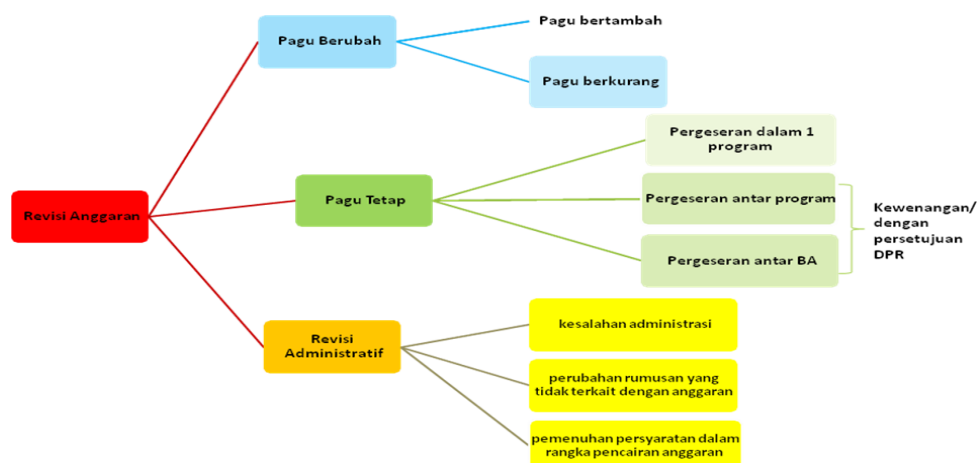 Pagu Berubah
Pagu bertambah
Pagu berkurang
Revisi Anggaran
Pagu Tetap
Pergeseran dalam 1
program
Pergeseran antar program
Pergeseran antar BA
Kewenangan/
dengan
persetujuan
DPR
Revisi
Administratif
kesalahan administrasi
perubahan rumusan yang
tidak terkait dengan anggaran
pemenuhan persyaratan dalam
rangka pencairan anggaran